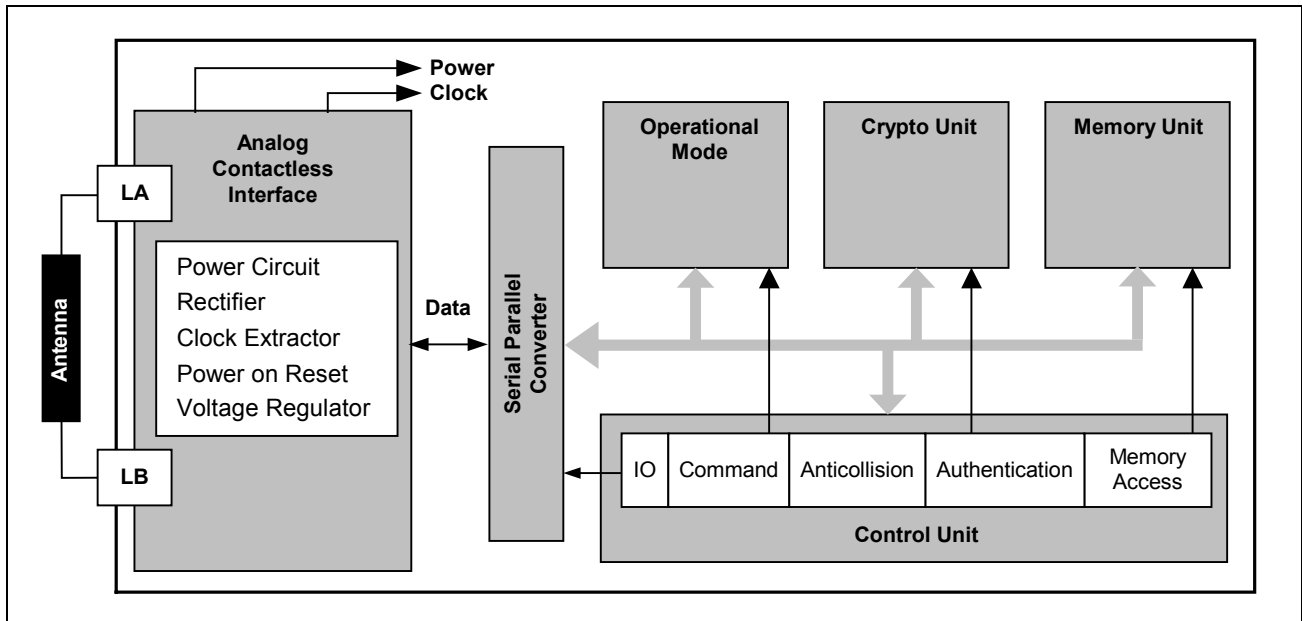 Power
Clock
Analog
Contactless
Interface
LA
Antenna
LB
Power Circuit
Rectifier
Clock Extractor
Power on Reset
Voltage Regulator
Data
Serial Parallel
Converter
Operational
Mode
Crypto Unit
Memory Unit
IO
Command
Anticollision
Authentication
Memory
Access
Control Unit